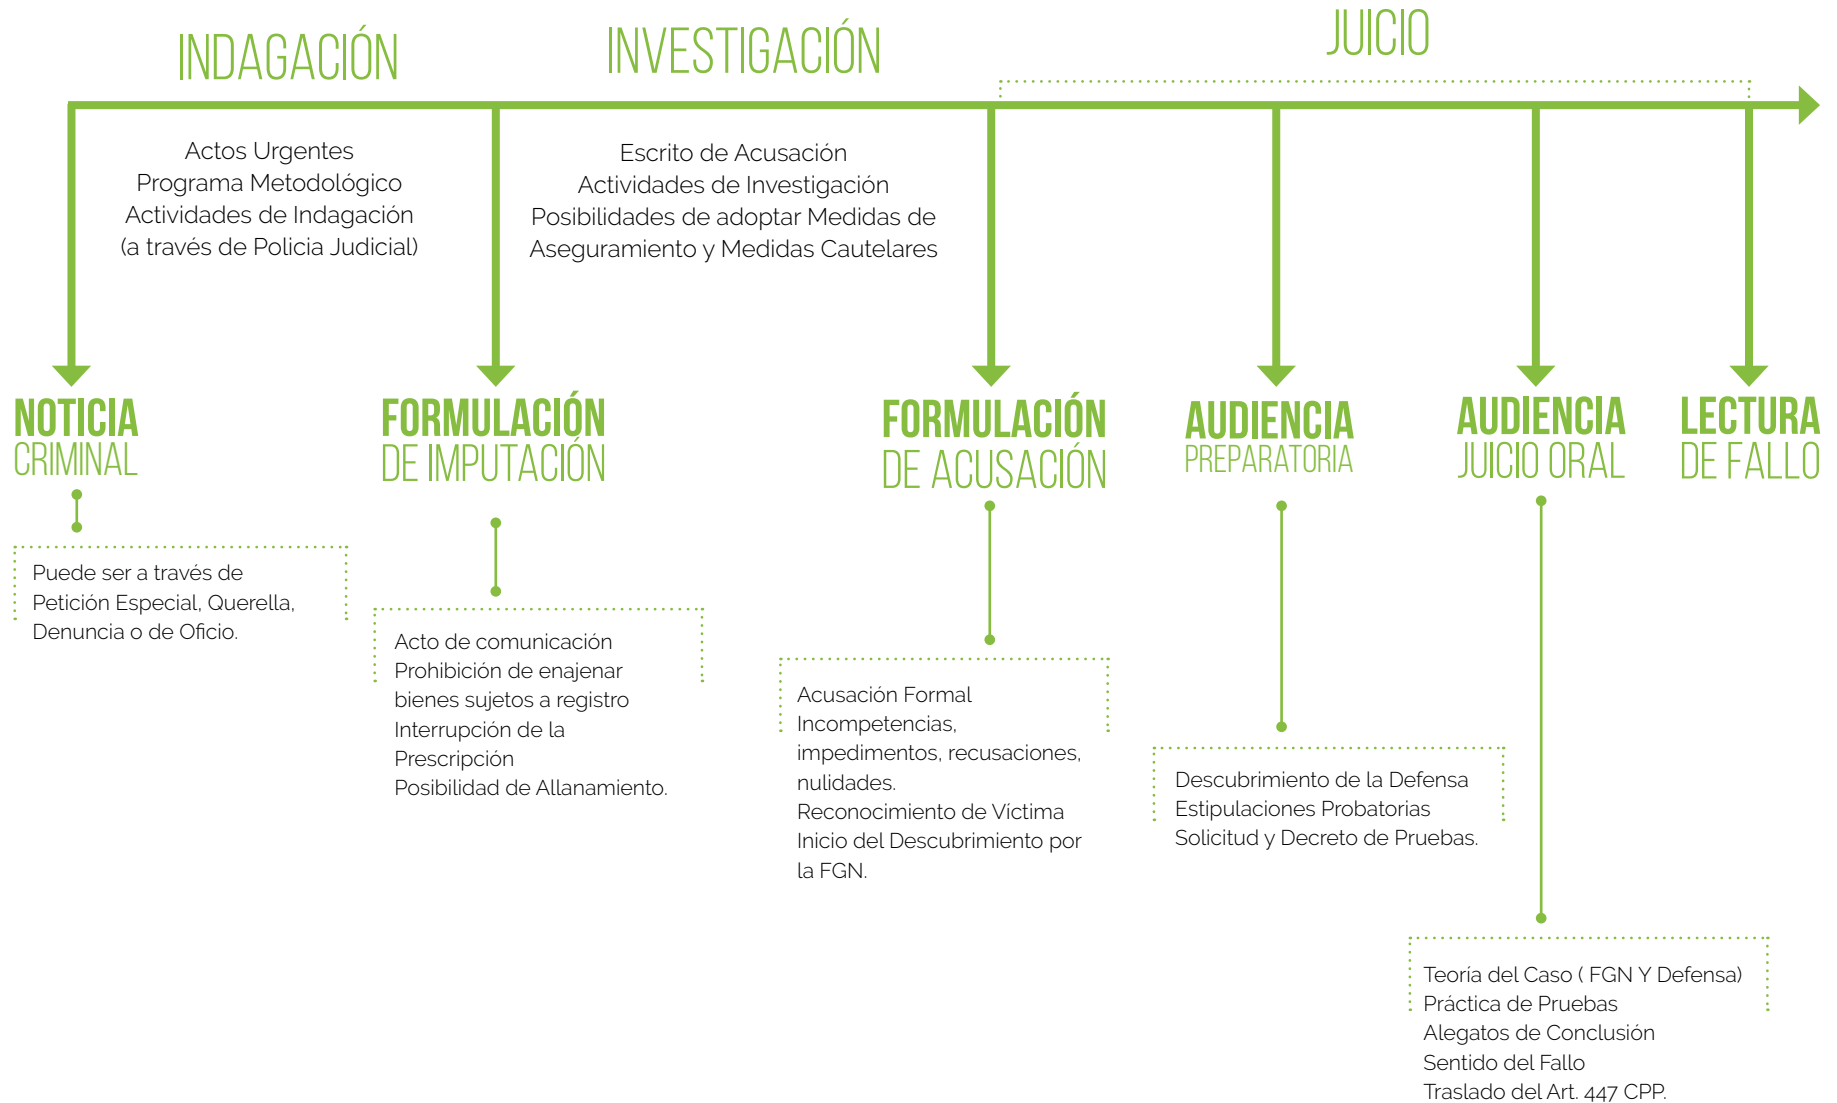 INDAGACIÓN
INVESTIGACIÓN
JUICIO
Actos Urgentes
Programa Metodológico
Actividades de Indagación
(a través de Policia Judicial)
Escrito de Acusación
Actividades de Investigación
Posibilidades de adoptar Medidas de
Aseguramiento y Medidas Cautelares
NOTICIA
CRIMINAL
FORMULACIÓN
DE IMPUTACIÓN
FORMULACIÓN
DE ACUSACIÓN
AUDIENCIA
PREPARATORIA
AUDIENCIA
JUICIO ORAL
LECTURA
DE FALLO
Puede ser a través de
Petición Especial, Querella,
Denuncia o de Oficio.
Acto de comunicación
Prohibición de enajenar
bienes sujetos a registro
Interrupción de la
Prescripción
Posibilidad de Allanamiento.
Acusación Formal
Incompetencias,
impedimentos, recusaciones,
nulidades.
Reconocimiento de Víctima
Inicio del Descubrimiento por
la FGN.
Descubrimiento de la Defensa
Estipulaciones Probatorias
Solicitud y Decreto de Pruebas.
Teoría del Caso ( FGN Y Defensa)
Práctica de Pruebas
Alegatos de Conclusión
Sentido del Fallo
Traslado del Art. 447 CPP.